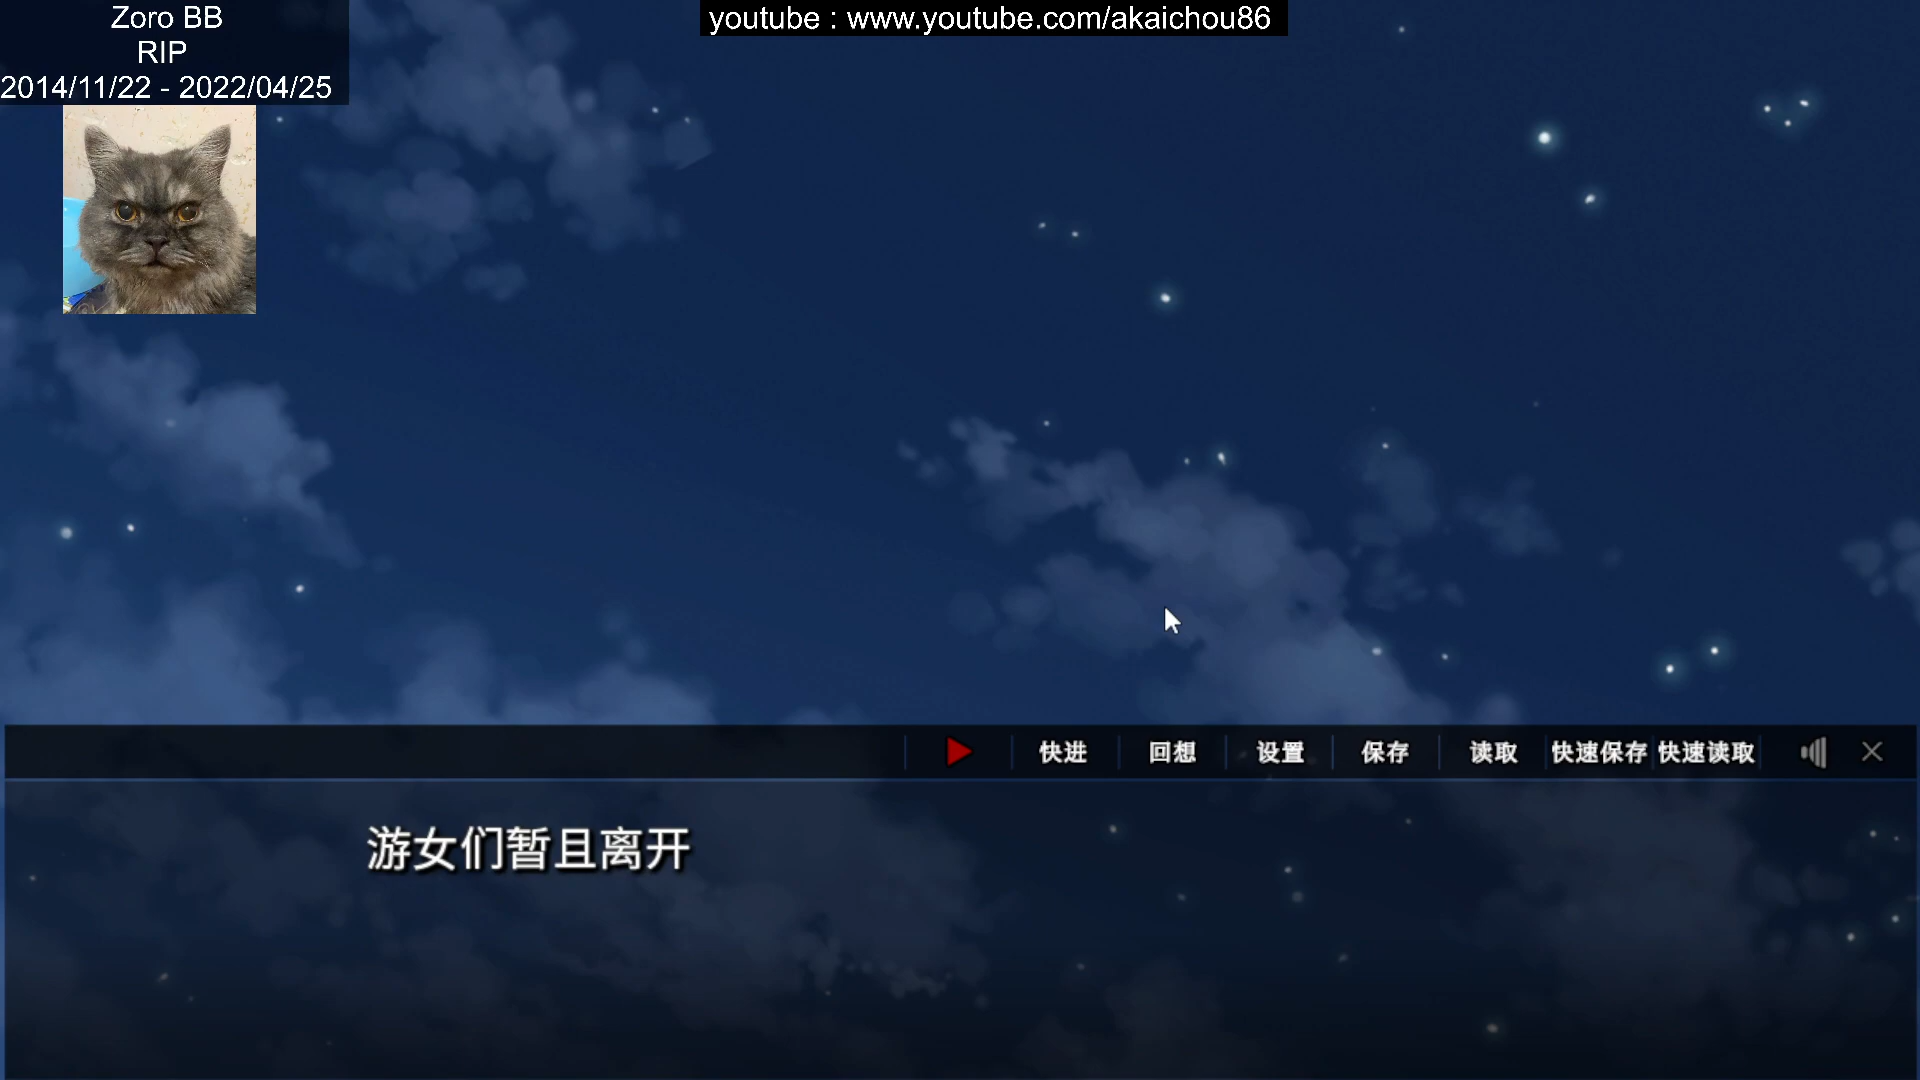 Zoro BB
RIP
2014/11/22 - 2022/04/25
youtube : www.youtube.com/akaichou86
快进 回想 设置 保存 读取 快速保存 快速读取
游女们暂且离开